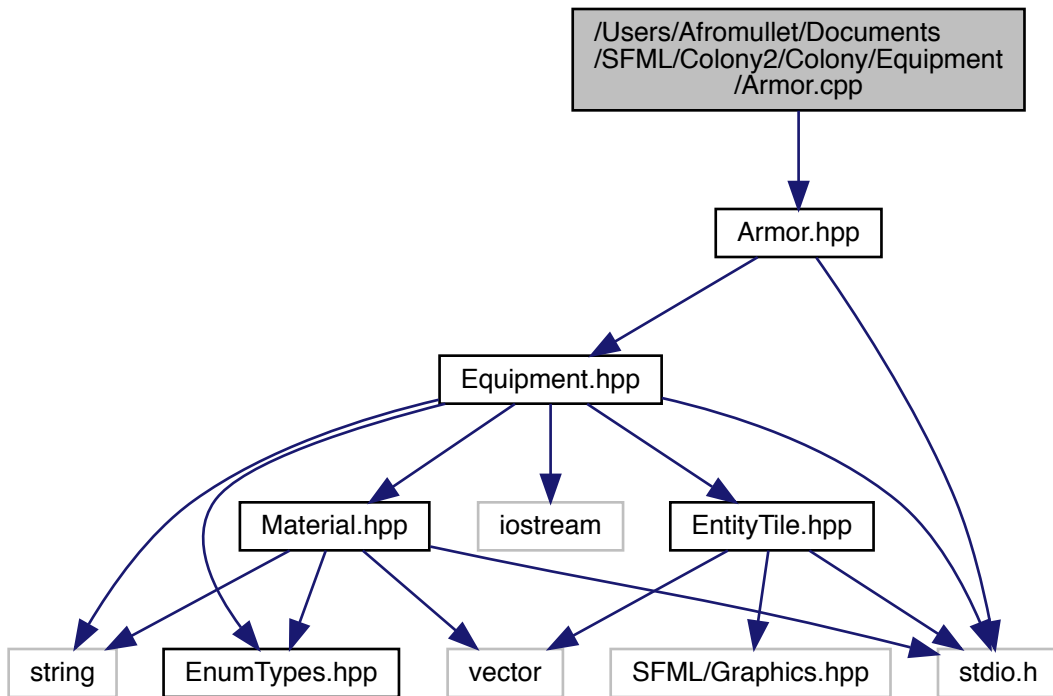 /Users/Afromullet/Documents
/SFML/Colony2/Colony/Equipment
/Armor.cpp
Armor.hpp
Equipment.hpp
Material.hpp
iostream
EntityTile.hpp
string
EnumTypes.hpp
vector
SFML/Graphics.hpp
stdio.h